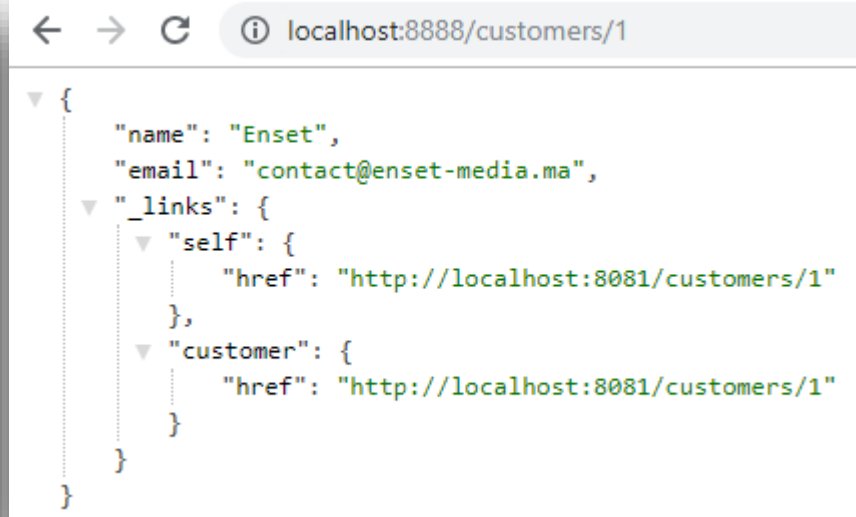 localhost:8888/customers/1
{
"name": "Enset",
"email": "contact@enset-media.ma",
"_links": {
"self": {
"href": "http://localhost:8081/customers/1"
},
"customer": {
"href": "http://localhost:8081/customers/1"
}
}
}